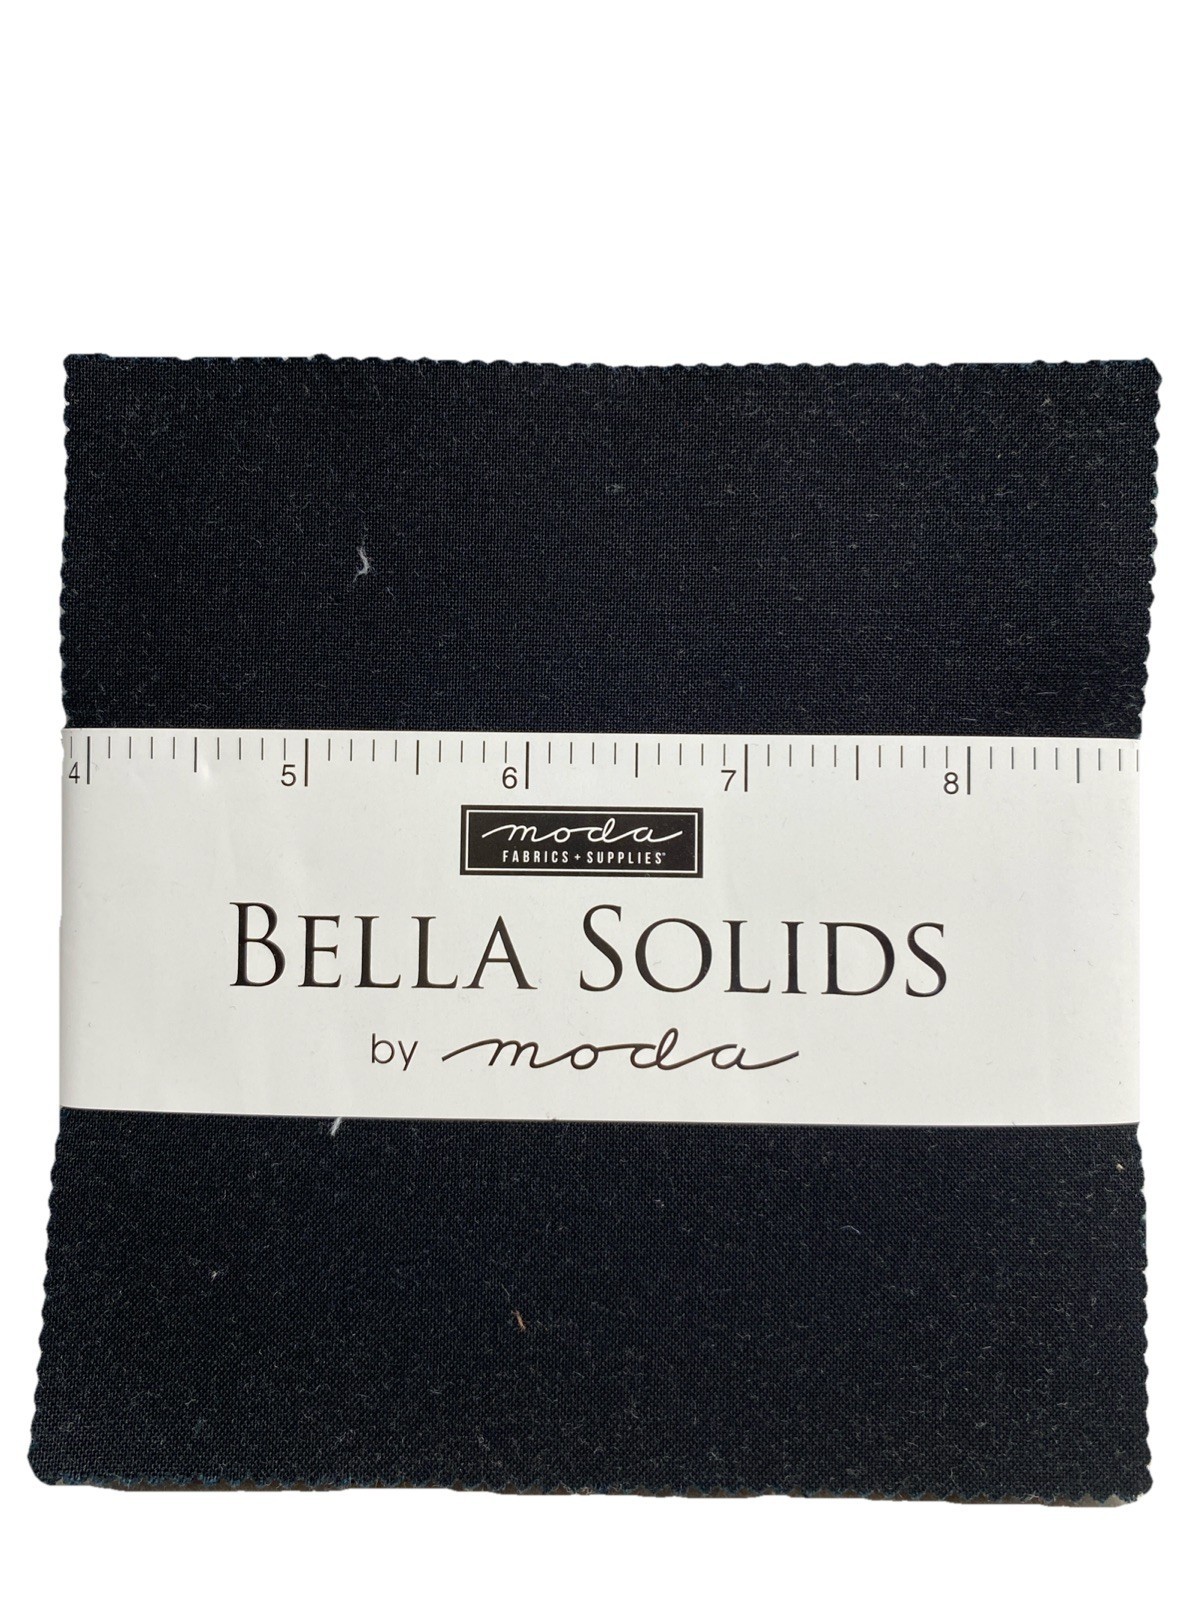 4 5 6 7 8
moda
FABRICS + SUPPLIES
BELLA SOLIDS
by moda